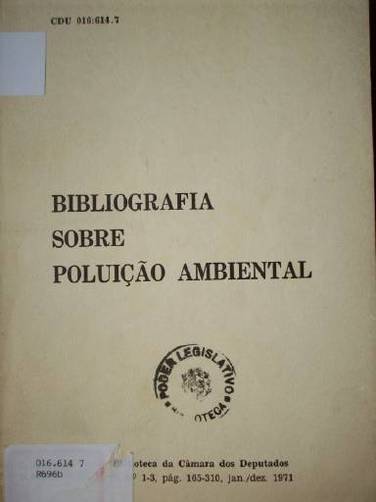 CDU 016:614.7
BIBLIOGRAFIA
SOBRE
POLUIÇÃO AMBIENTAL
PODER LEGISLATIVO
OTECA
016.614 7
R696b
oteca da Câmara dos Deputados
1-3, pág. 165-310, jan./dez. 1971